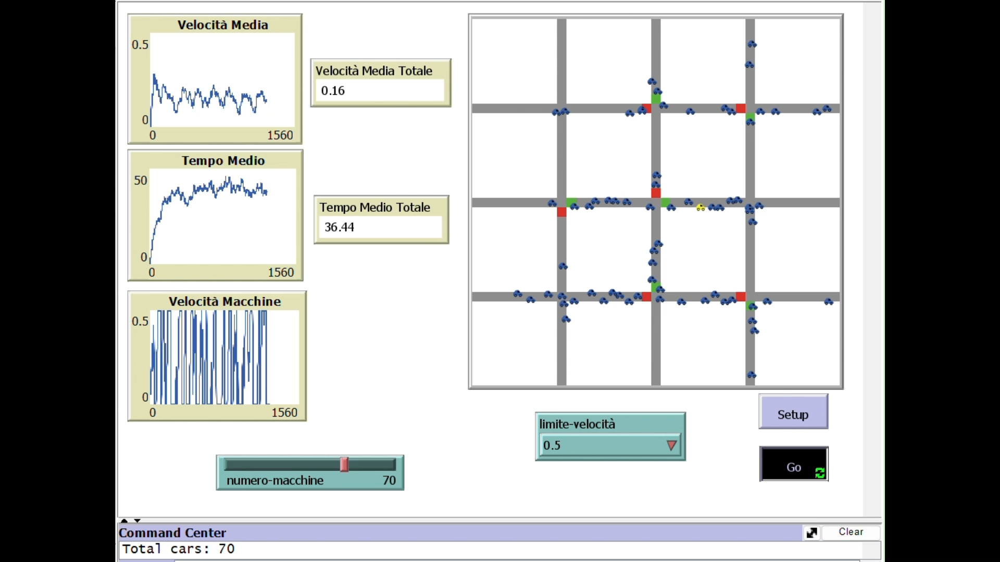 Velocità Media
0.5
0
0
1560
Velocità Media Totale
0.16
Tempo Medio
50
0
0
1560
Tempo Medio Totale
36.44
Velocità Macchine
0.5
0
0
1560
numero-macchine 70
limite-velocità
0.5
Setup
Go
Command Center
Clear
Total cars: 70